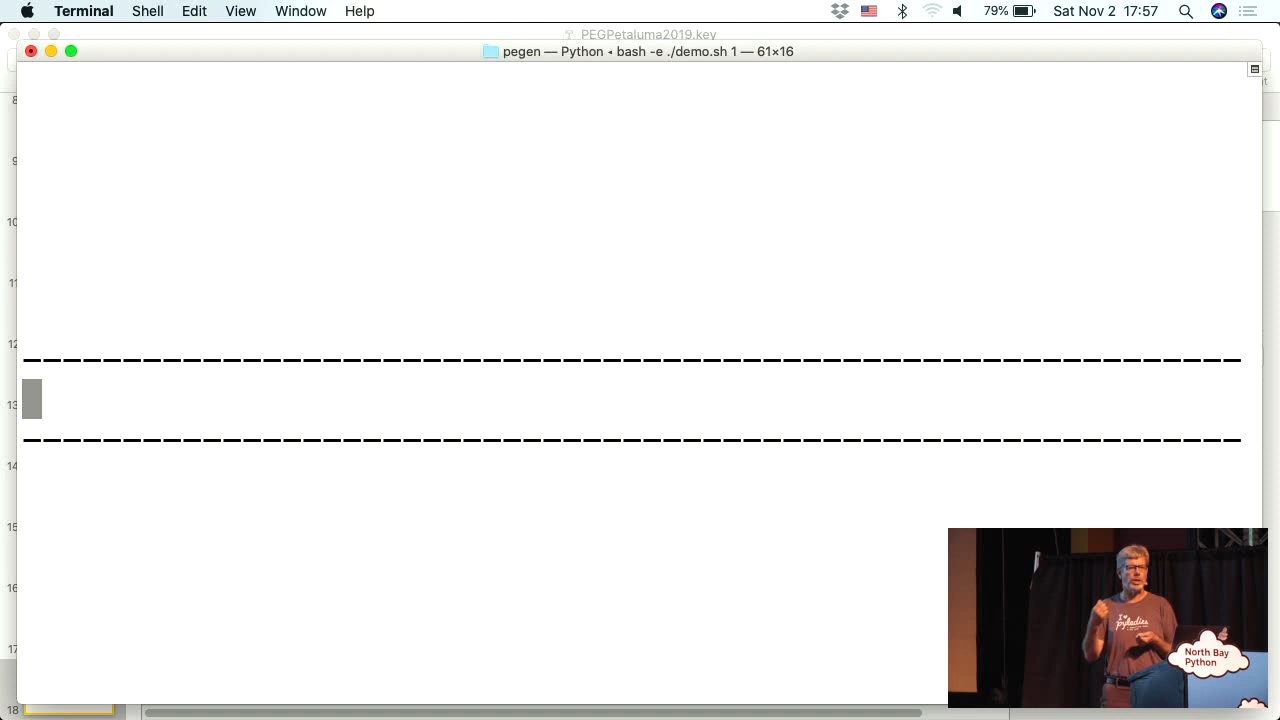 Terminal Shell Edit View Window Help 79% Sat Nov 2 17:57
PEGPetaluma2019.key
pegen — Python ◂ bash -e ./demo.sh 1 — 61×16
8
9
10
11
12
13
14
15
16
17
18
I ♥
pyladies
North Bay
Python